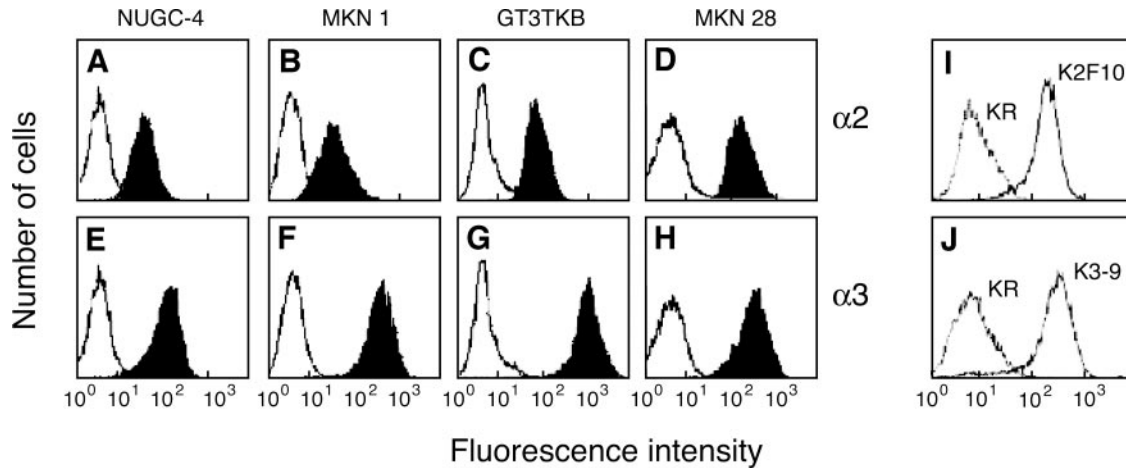 NUGC-4 MKN 1 GT3TKB MKN 28
A B C D α2 I KR K2F10
E F G H α3 J KR K3-9
10⁰ 10¹ 10² 10³ 10⁰ 10¹ 10² 10³ 10⁰ 10¹ 10² 10³ 10⁰ 10¹ 10² 10³ 10⁰ 10¹ 10² 10³
Number of cells
Fluorescence intensity